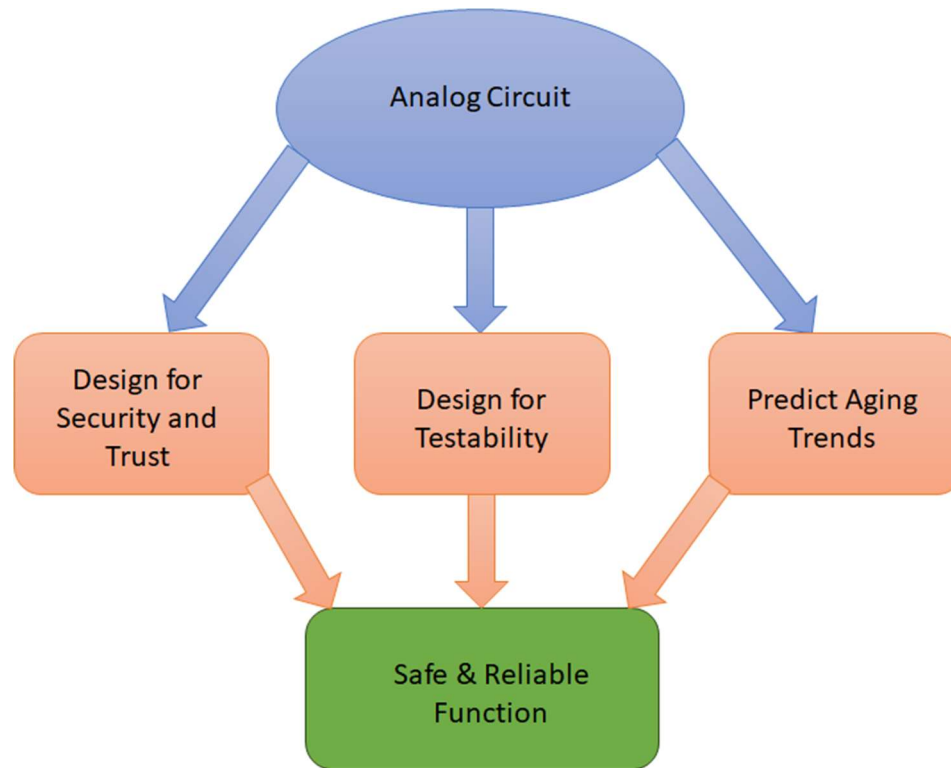 Analog Circuit
Design for
Security and
Trust
Design for
Testability
Predict Aging
Trends
Safe & Reliable
Function